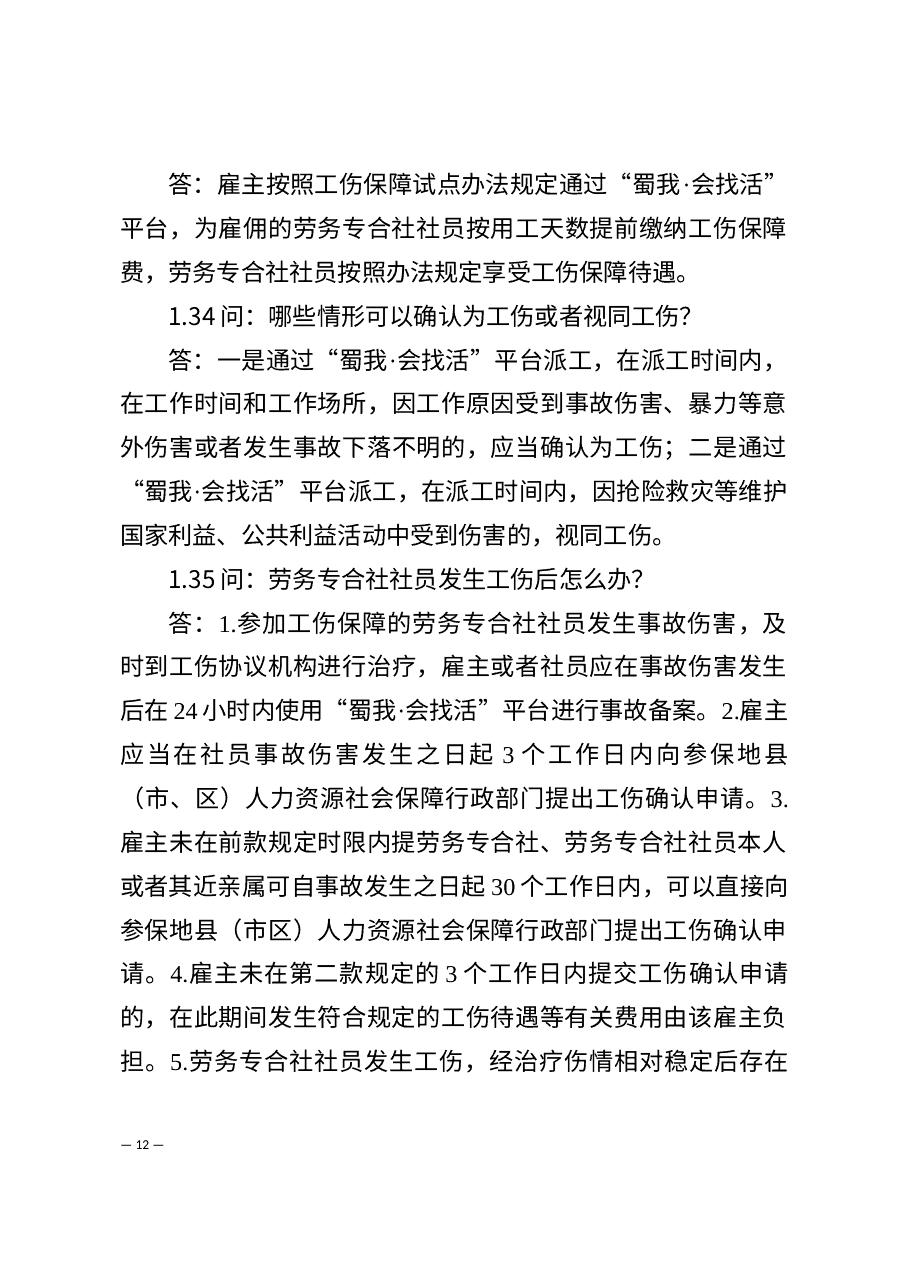 答：雇主按照工伤保障试点办法规定通过“蜀我·会找活”
平台，为雇佣的劳务专合社社员按用工天数提前缴纳工伤保障
费，劳务专合社社员按照办法规定享受工伤保障待遇。
1.34 问：哪些情形可以确认为工伤或者视同工伤？
答：一是通过“蜀我·会找活”平台派工，在派工时间内，
在工作时间和工作场所，因工作原因受到事故伤害、暴力等意
外伤害或者发生事故下落不明的，应当确认为工伤；二是通过
“蜀我·会找活”平台派工，在派工时间内，因抢险救灾等维护
国家利益、公共利益活动中受到伤害的，视同工伤。
1.35 问：劳务专合社社员发生工伤后怎么办？
答：1.参加工伤保障的劳务专合社社员发生事故伤害，及
时到工伤协议机构进行治疗，雇主或者社员应在事故伤害发生
后在 24 小时内使用“蜀我·会找活”平台进行事故备案。2.雇主
应当在社员事故伤害发生之日起 3 个工作日内向参保地县
（市、区）人力资源社会保障行政部门提出工伤确认申请。3.
雇主未在前款规定时限内提劳务专合社、劳务专合社社员本人
或者其近亲属可自事故发生之日起 30 个工作日内，可以直接向
参保地县（市区）人力资源社会保障行政部门提出工伤确认申
请。4.雇主未在第二款规定的 3 个工作日内提交工伤确认申请
的，在此期间发生符合规定的工伤待遇等有关费用由该雇主负
担。5.劳务专合社社员发生工伤，经治疗伤情相对稳定后存在
— 12 —